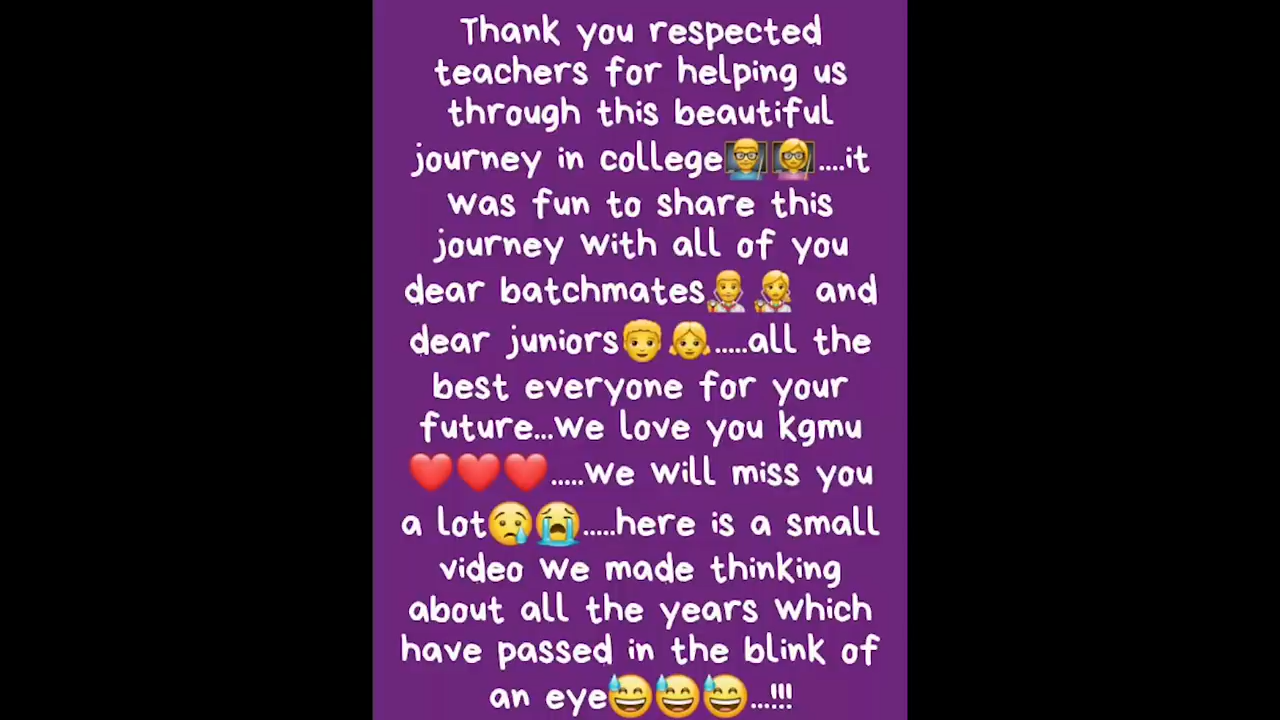 Thank you respected
teachers for helping us
through this beautiful
journey in college👨‍🏫👩‍🏫....it
was fun to share this
journey with all of you
dear batchmates👨‍⚕️👩‍⚕️ and
dear juniors👦👧.....all the
best everyone for your
future...we love you kgmu
❤️❤️❤️.....we will miss you
a lot😢😭.....here is a small
video we made thinking
about all the years which
have passed in the blink of
an eye😅😅😅...!!!